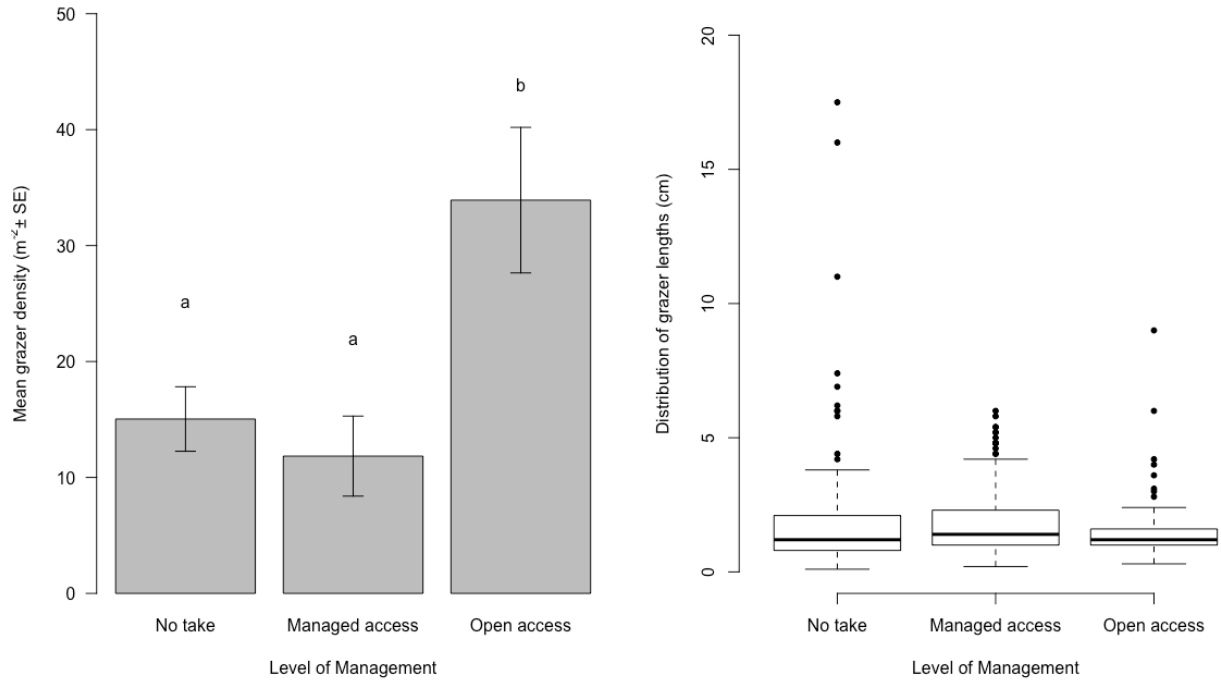 50
40
30
20
10
0
Mean grazer density (m⁻² ± SE)
a
a
b
No take
Managed access
Open access
Level of Management
20
15
10
5
0
Distribution of grazer lengths (cm)
No take
Managed access
Open access
Level of Management